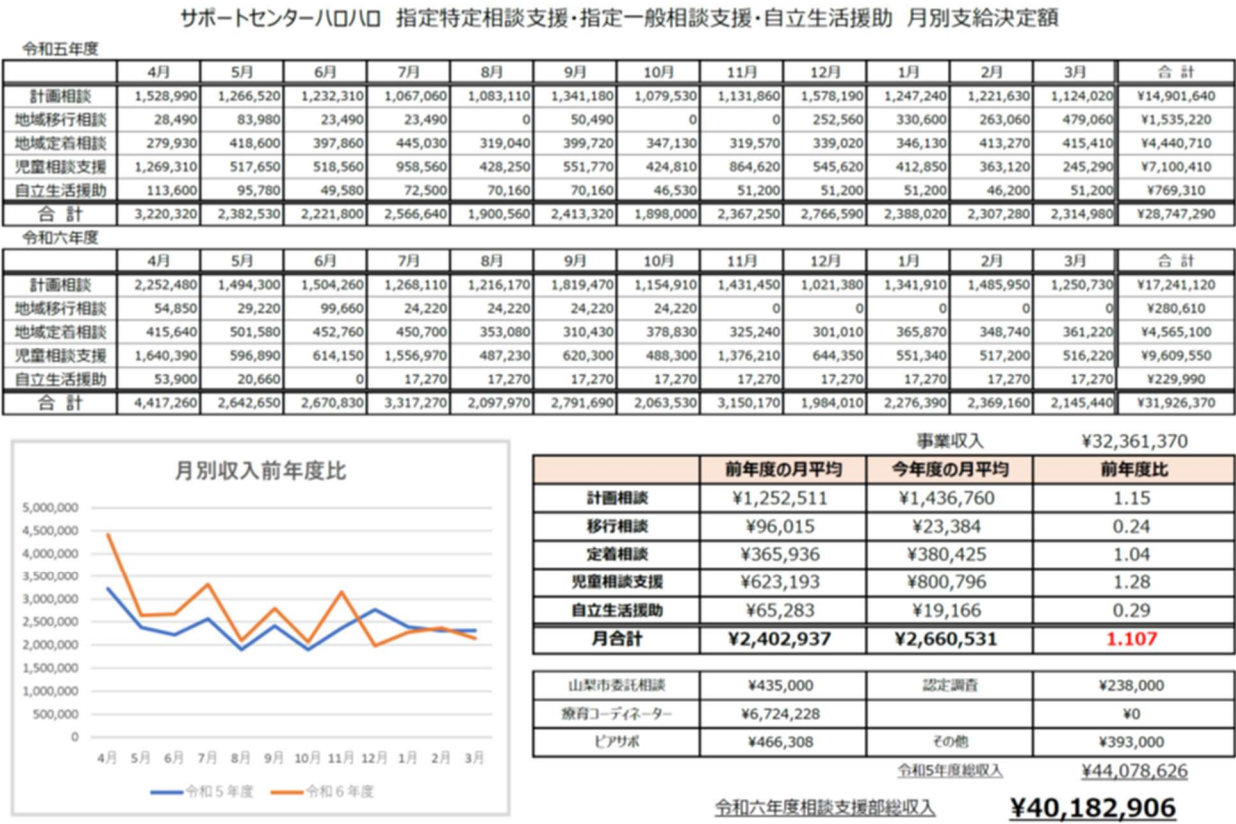 サポートセンターハロハロ 指定特定相談支援・指定一般相談支援・自立生活援助 月別支給決定額
令和五年度
4月 5月 6月 7月 8月 9月 10月 11月 12月 1月 2月 3月 合計
計画相談 1,528,990 1,266,520 1,232,310 1,067,060 1,083,110 1,341,180 1,079,530 1,131,860 1,578,190 1,247,240 1,221,630 1,124,020 ¥14,901,640
地域移行相談 28,490 83,980 23,490 23,490 0 50,490 0 0 252,560 330,600 263,060 479,060 ¥1,535,220
地域定着相談 279,930 418,600 397,860 445,030 319,040 399,720 347,130 319,570 339,020 346,130 413,270 415,410 ¥4,440,710
児童相談支援 1,269,310 517,650 518,560 958,560 428,250 551,770 424,810 864,620 545,620 412,850 363,120 245,290 ¥7,100,410
自立生活援助 113,600 95,780 49,580 72,500 70,160 70,160 46,530 51,200 51,200 51,200 46,200 51,200 ¥769,310
合計 3,220,320 2,382,530 2,221,800 2,566,640 1,900,560 2,413,320 1,898,000 2,367,250 2,766,590 2,388,020 2,307,280 2,314,980 ¥28,747,290
令和六年度
4月 5月 6月 7月 8月 9月 10月 11月 12月 1月 2月 3月 合計
計画相談 2,252,480 1,494,300 1,504,260 1,268,110 1,216,170 1,819,470 1,154,910 1,431,450 1,021,380 1,341,910 1,485,950 1,250,730 ¥17,241,120
地域移行相談 54,850 29,220 99,660 24,220 24,220 24,220 24,220 0 0 0 0 0 ¥280,610
地域定着相談 415,640 501,580 452,760 450,700 353,080 310,430 378,830 325,240 301,010 365,870 348,740 361,220 ¥4,565,100
児童相談支援 1,640,390 596,890 614,150 1,556,970 487,230 620,300 488,300 1,376,210 644,350 551,340 517,200 516,220 ¥9,609,550
自立生活援助 53,900 20,660 0 17,270 17,270 17,270 17,270 17,270 17,270 17,270 17,270 17,270 ¥229,990
合計 4,417,260 2,642,650 2,670,830 3,317,270 2,097,970 2,791,690 2,063,530 3,150,170 1,984,010 2,276,390 2,369,160 2,145,440 ¥31,926,370
月別収入前年度比
5,000,000
4,500,000
4,000,000
3,500,000
3,000,000
2,500,000
2,000,000
1,500,000
1,000,000
500,000
0
4月 5月 6月 7月 8月 9月 10月 11月 12月 1月 2月 3月
令和5年度 令和6年度
事業収入 ¥32,361,370
前年度の月平均 今年度の月平均 前年度比
計画相談 ¥1,252,511 ¥1,436,760 1.15
移行相談 ¥96,015 ¥23,384 0.24
定着相談 ¥365,936 ¥380,425 1.04
児童相談支援 ¥623,193 ¥800,796 1.28
自立生活援助 ¥65,283 ¥19,166 0.29
月合計 ¥2,402,937 ¥2,660,531 1.107
山梨市委託相談 ¥435,000 認定調査 ¥238,000
療育コーディネーター ¥6,724,228 ¥0
ピアサポ ¥466,308 その他 ¥393,000
令和5年度総収入 ¥44,078,626
令和六年度相談支援部総収入 ¥40,182,906